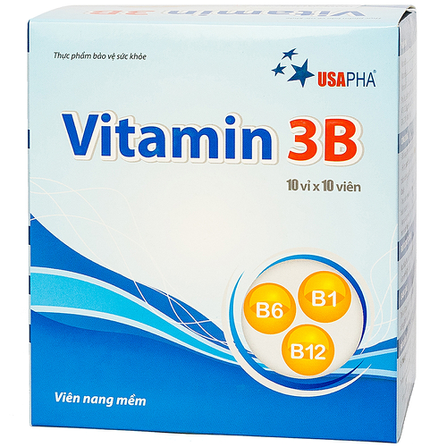 Thực phẩm bảo vệ sức khỏe
USAPHA®
Vitamin 3B
10 vỉ x 10 viên
B6
B1
B12
Viên nang mềm